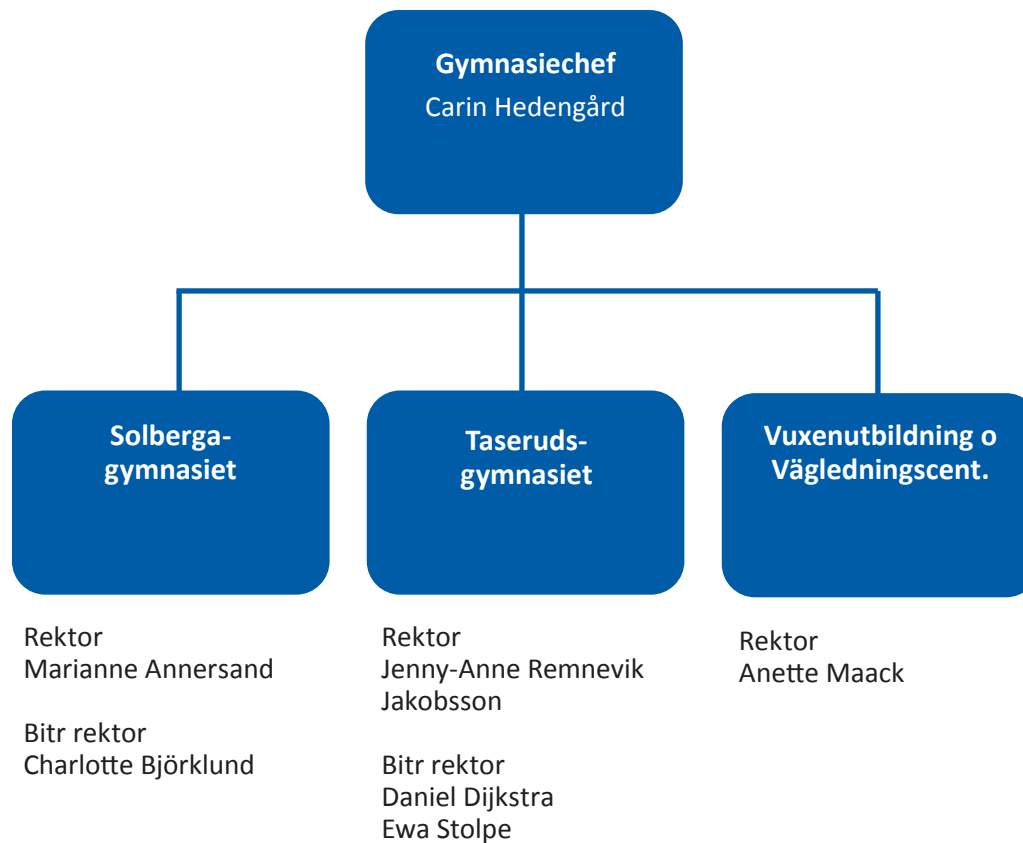 Gymnasiechef
Carin Hedengård
Solberga-
gymnasiet
Taseruds-
gymnasiet
Vuxenutbildning o
Vägledningscent.
Rektor
Marianne Annersand
Bitr rektor
Charlotte Björklund
Rektor
Jenny-Anne Remnevik
Jakobsson
Bitr rektor
Daniel Dijkstra
Ewa Stolpe
Rektor
Anette Maack